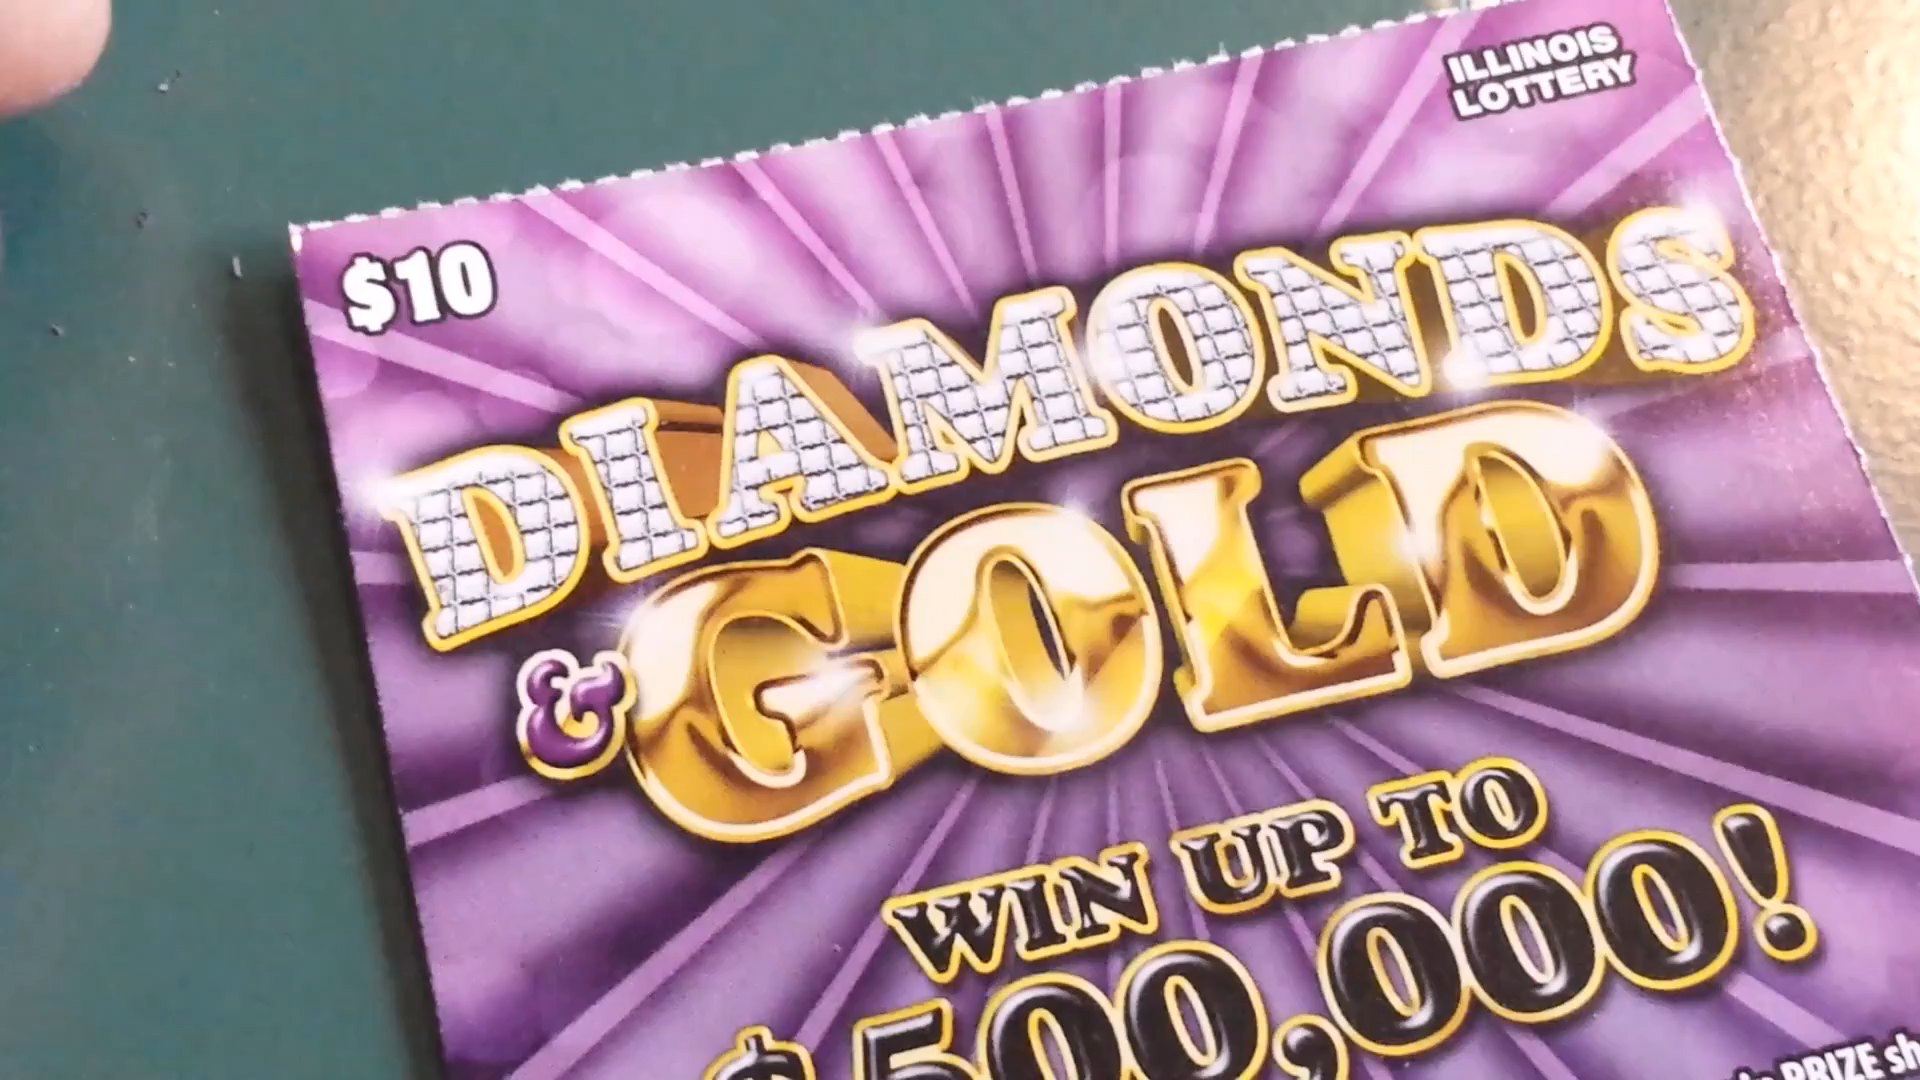 ILLINOIS
LOTTERY
$10
DIAMONDS
& GOLD
WIN UP TO
$500,000!
PRIZE